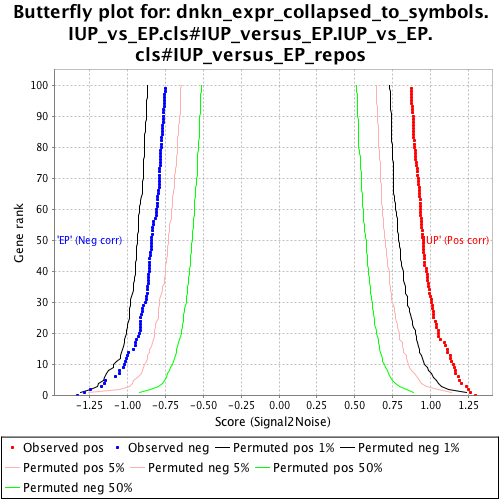 Butterfly plot for: dnkn_expr_collapsed_to_symbols.
IUP_vs_EP.cls#IUP_versus_EP.IUP_vs_EP.
cls#IUP_versus_EP_repos
100
90
80
70
60
50
40
30
20
10
0
Gene rank
'EP' (Neg corr)
'IUP' (Pos corr)
-1.25 -1.00 -0.75 -0.50 -0.25 0.00 0.25 0.50 0.75 1.00 1.25
Score (Signal2Noise)
Observed pos Observed neg Permuted pos 1% Permuted neg 1%
Permuted pos 5% Permuted neg 5% Permuted pos 50%
Permuted neg 50%